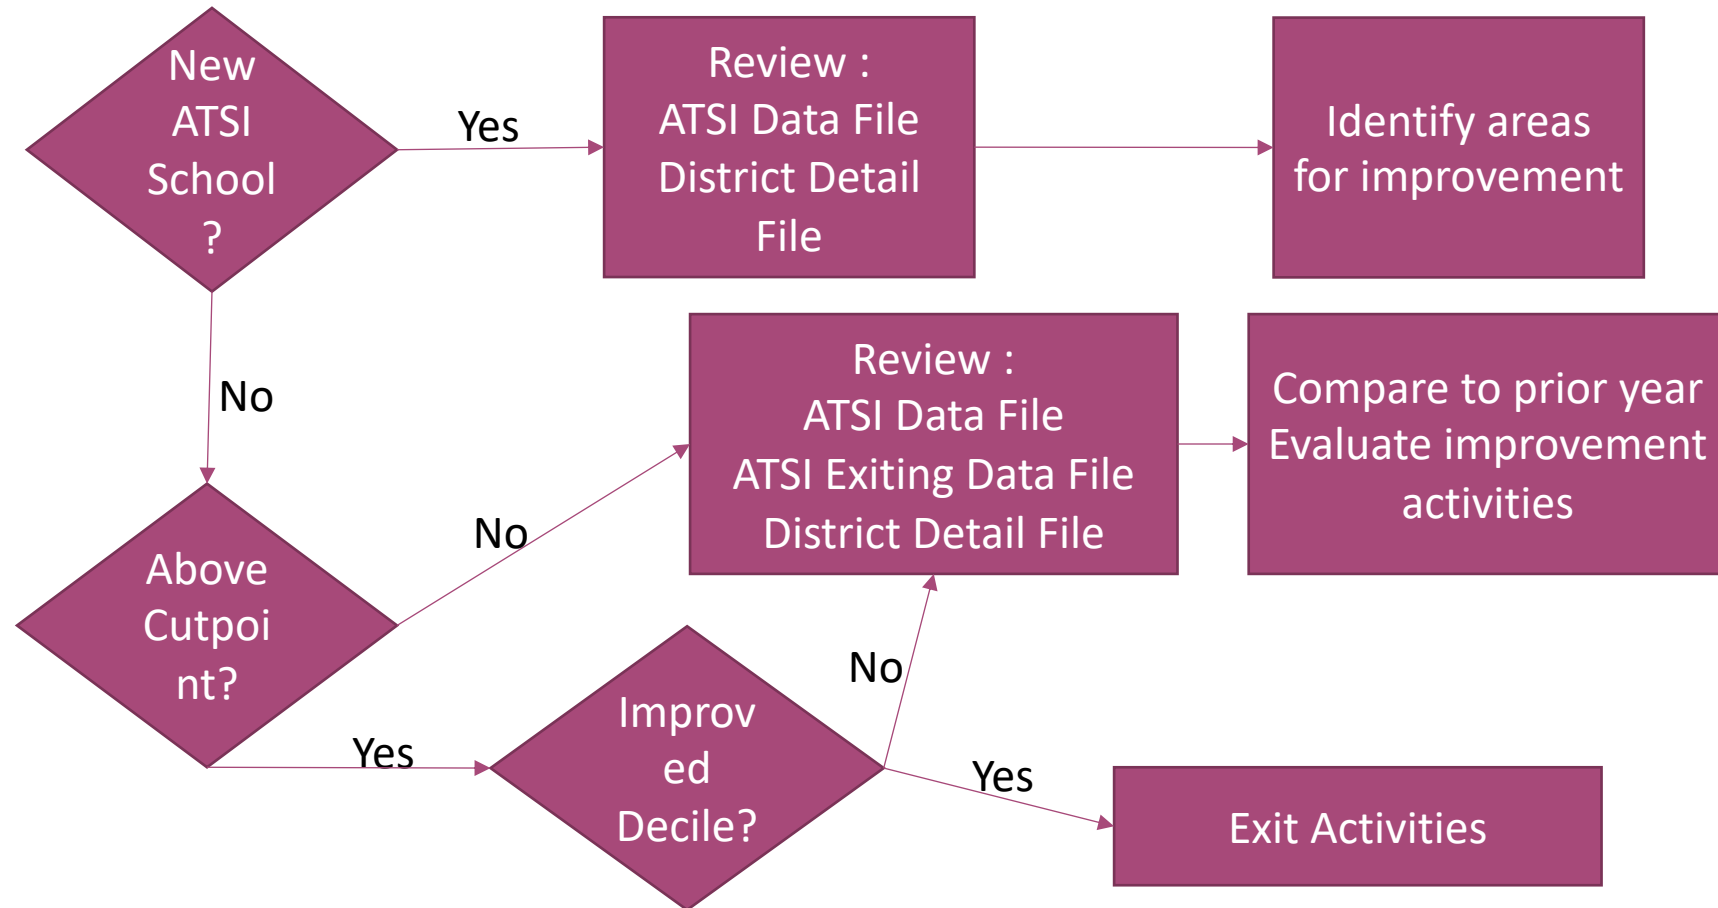 New
ATSI
School
?
Yes
Review :
ATSI Data File
District Detail
File
Identify areas
for improvement
No
Review :
ATSI Data File
ATSI Exiting Data File
District Detail File
Compare to prior year
Evaluate improvement
activities
No
Above
Cutpoi
nt?
Yes
Improv
ed
Decile?
No
Yes
Exit Activities